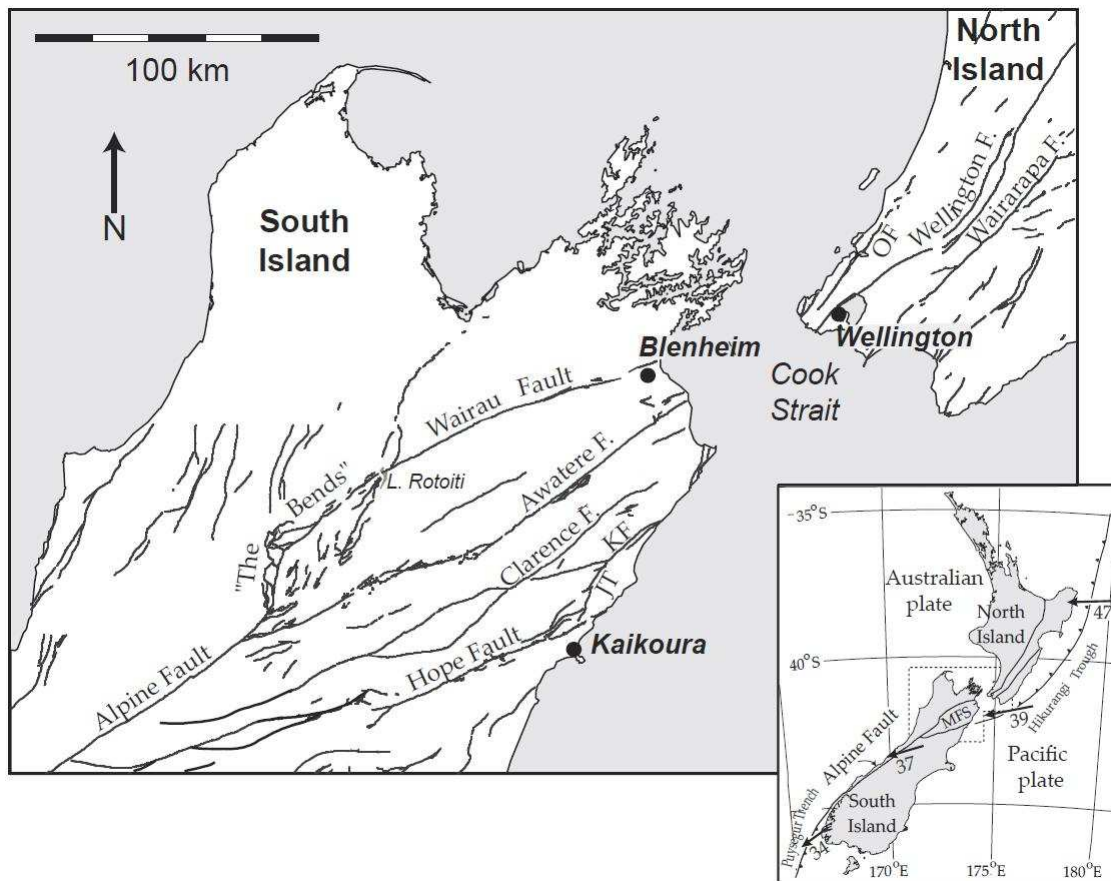 100 km
N
South
Island
North
Island
Wellington F.
Wairarapa F.
OF
Wellington
Blenheim
Cook
Strait
Wairau Fault
L. Rotoiti
"The Bends"
Awatere F.
Clarence F.
KF
JT
Hope Fault
Kaikoura
Alpine Fault
35°S
Australian
plate
North
Island
47
40°S
Hikurangi Trough
MFS
39
Alpine Fault
37
Pacific
plate
South
Island
Puysegur Trench
34
170°E
175°E
180°E